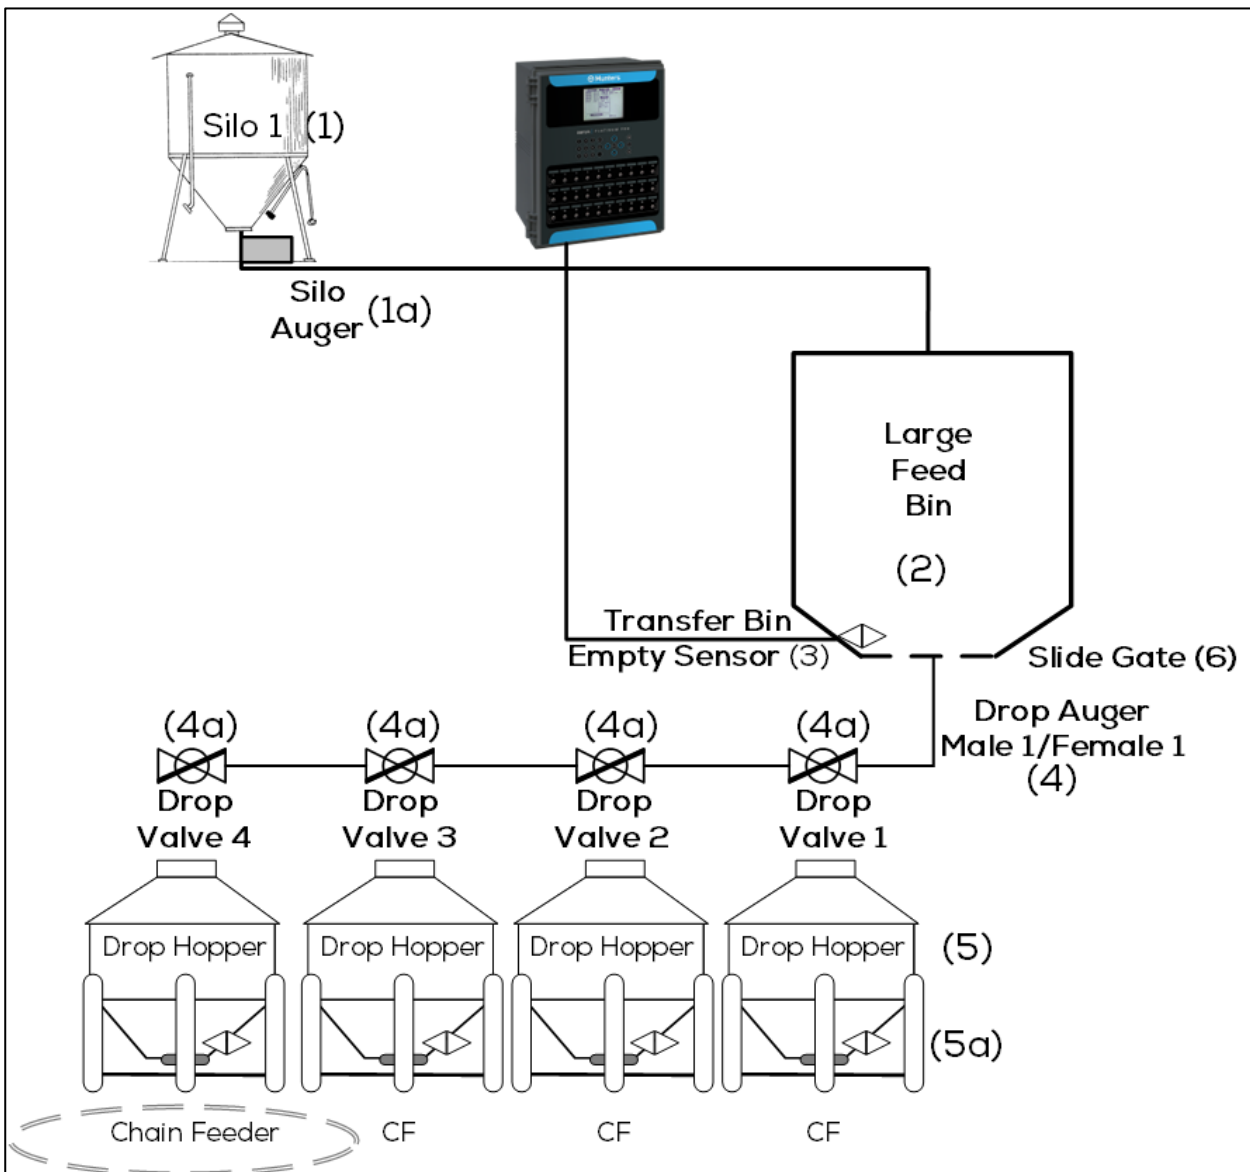 Silo 1 (1)
Munters
Silo
Auger (1a)
Large
Feed
Bin
(2)
Transfer Bin
Empty Sensor (3)
Slide Gate (6)
Drop Auger
Male 1/Female 1
(4)
(4a) (4a) (4a) (4a)
Drop Drop Drop Drop
Valve 4 Valve 3 Valve 2 Valve 1
Drop Hopper Drop Hopper Drop Hopper Drop Hopper (5)
(5a)
Chain Feeder CF CF CF